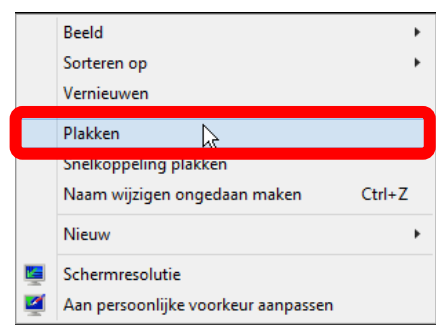 Beeld
Sorteren op
Vernieuwen
Plakken
Snelkoppeling plakken
Naam wijzigen ongedaan maken Ctrl+Z
Nieuw
Schermresolutie
Aan persoonlijke voorkeur aanpassen